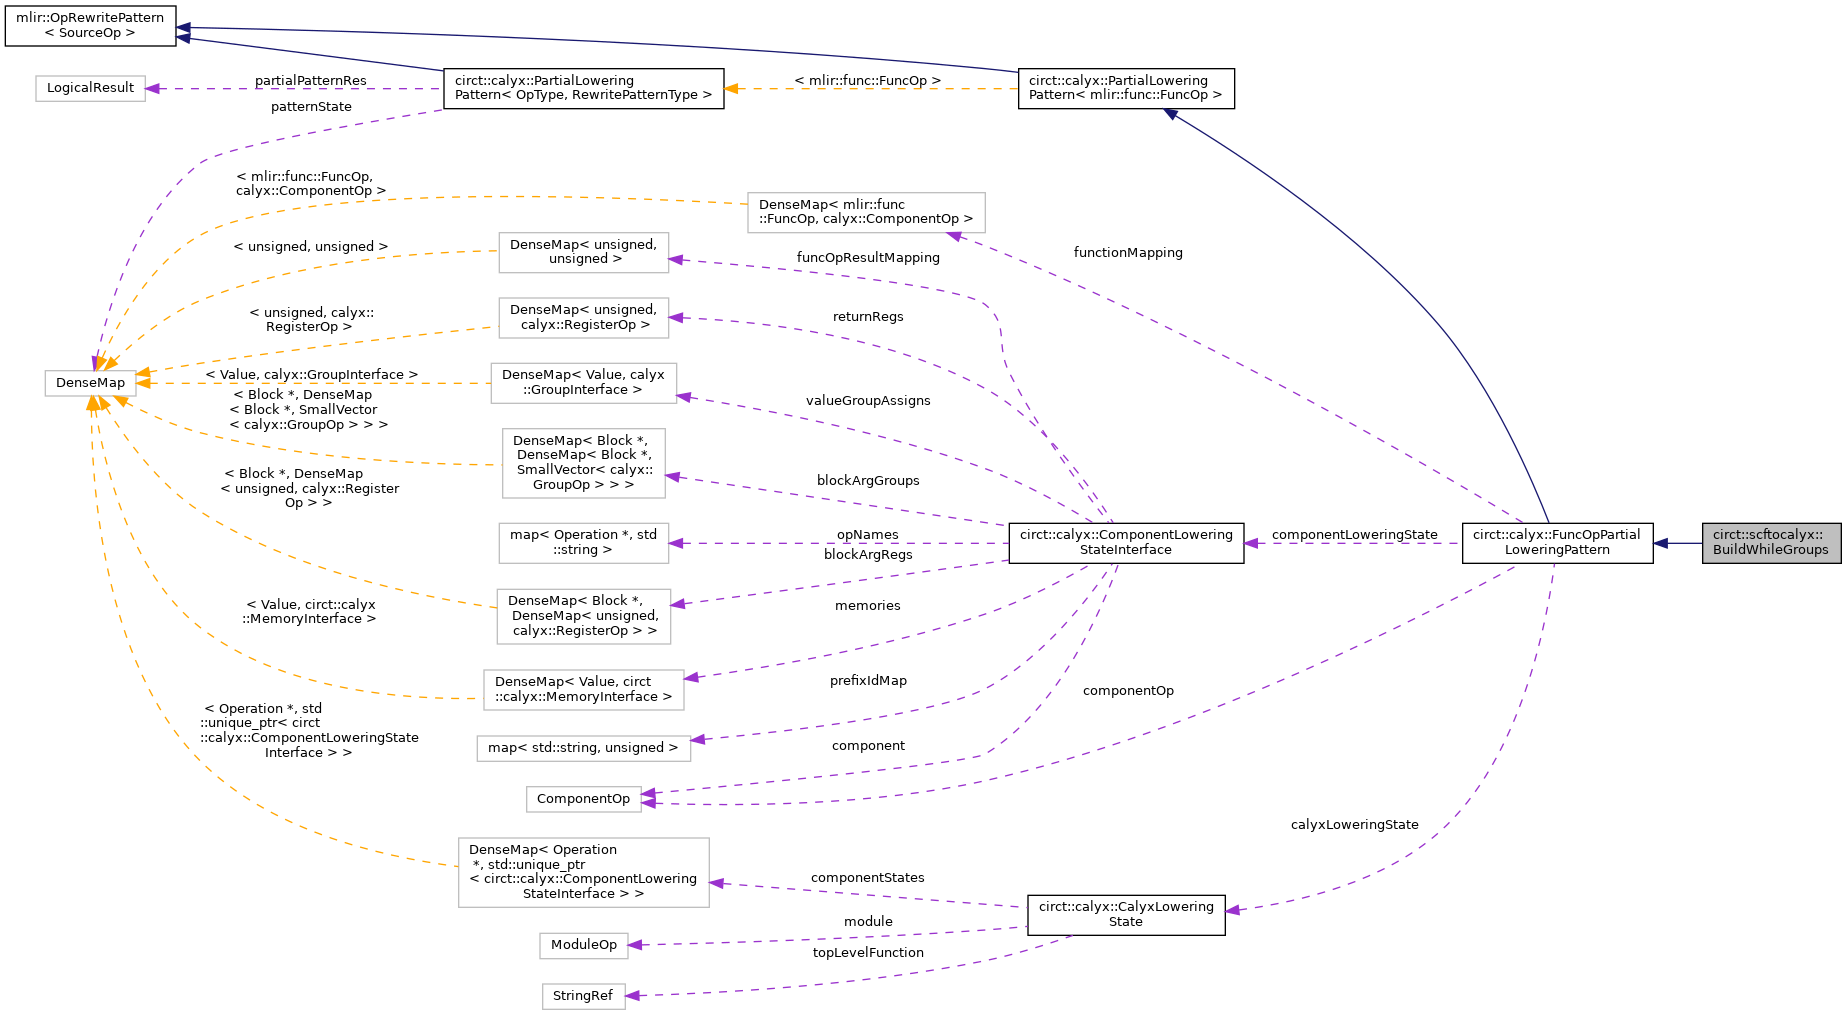 mlir::OpRewritePattern
< SourceOp >
LogicalResult
partialPatternRes
patternState
circt::calyx::PartialLowering
Pattern< OpType, RewritePatternType >
< mlir::func::FuncOp >
circt::calyx::PartialLowering
Pattern< mlir::func::FuncOp >
< mlir::func::FuncOp,
calyx::ComponentOp >
DenseMap< mlir::func
::FuncOp, calyx::ComponentOp >
functionMapping
< unsigned, unsigned >
DenseMap< unsigned,
unsigned >
funcOpResultMapping
< unsigned, calyx::
RegisterOp >
DenseMap< unsigned,
calyx::RegisterOp >
returnRegs
DenseMap
< Value, calyx::GroupInterface >
DenseMap< Value, calyx
::GroupInterface >
valueGroupAssigns
< Block *, DenseMap
< Block *, SmallVector
< calyx::GroupOp > > >
DenseMap< Block *,
DenseMap< Block *,
SmallVector< calyx::
GroupOp > > >
blockArgGroups
< Block *, DenseMap
< unsigned, calyx::Register
Op > >
map< Operation *, std
::string >
opNames
blockArgRegs
circt::calyx::ComponentLowering
StateInterface
componentLoweringState
circt::calyx::FuncOpPartial
LoweringPattern
circt::scftocalyx::
BuildWhileGroups
DenseMap< Block *,
DenseMap< unsigned,
calyx::RegisterOp > >
memories
< Value, circt::calyx
::MemoryInterface >
DenseMap< Value, circt
::calyx::MemoryInterface >
prefixIdMap
componentOp
< Operation *, std
::unique_ptr< circt
::calyx::ComponentLoweringState
Interface > >
map< std::string, unsigned >
component
ComponentOp
calyxLoweringState
DenseMap< Operation
*, std::unique_ptr
< circt::calyx::ComponentLowering
StateInterface > >
componentStates
circt::calyx::CalyxLowering
State
module
ModuleOp
topLevelFunction
StringRef